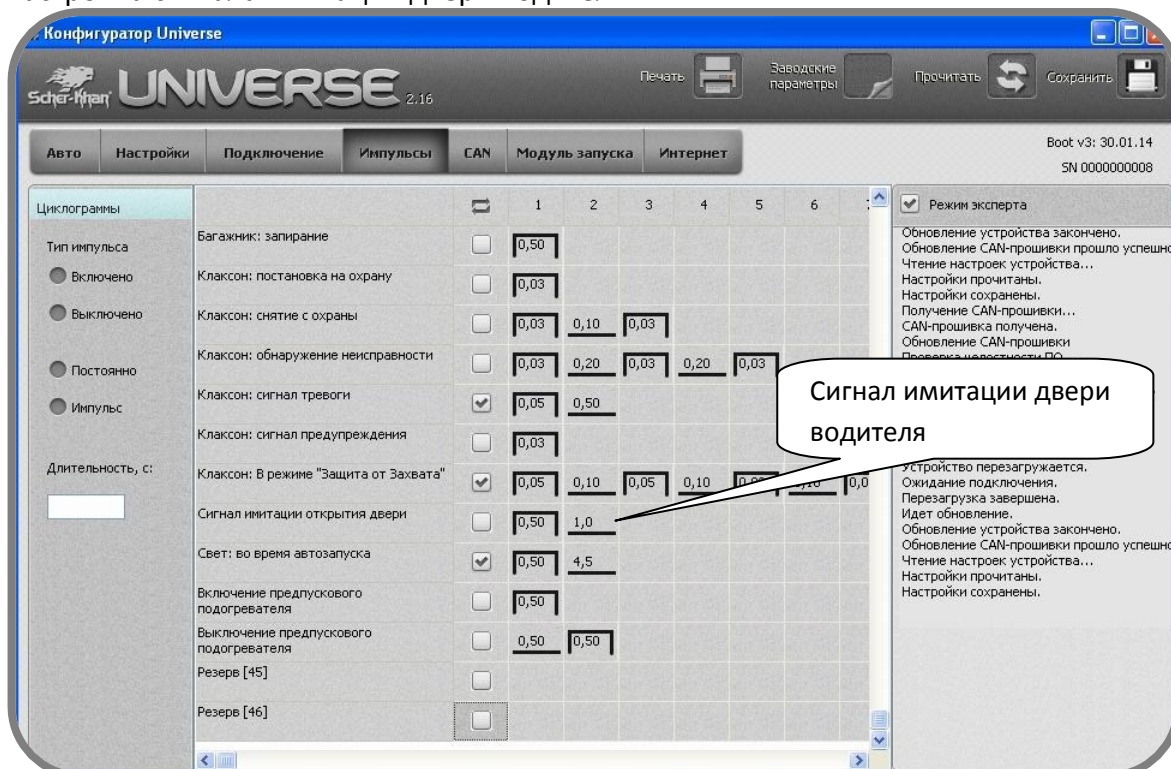 Конфигуратор Universe
Scher-Khan UNIVERSE 2.16
Печать
Заводские параметры
Прочитать
Сохранить
Авто Настройки Подключение Импульсы CAN Модуль запуска Интернет
Boot v3: 30.01.14
SN 0000000008
Циклограммы
1 2 3 4 5 6
Режим эксперта
Тип импульса
Включено
Выключено
Постоянно
Импульс
Длительность, с:
Багажник: запирание 0,50
Клаксон: постановка на охрану 0,03
Клаксон: снятие с охраны 0,03 0,10 0,03
Клаксон: обнаружение неисправности 0,03 0,20 0,03 0,20 0,03
Клаксон: сигнал тревоги 0,05 0,50
Клаксон: сигнал предупреждения 0,03
Клаксон: В режиме "Защита от Захвата" 0,05 0,10 0,05 0,10
Сигнал имитации открытия двери 0,50 1,0
Свет: во время автозапуска 0,50 4,5
Включение предпускового
подогревателя 0,50
Выключение предпускового
подогревателя 0,50 0,50
Резерв [45]
Резерв [46]
Обновление устройства закончено.
Обновление CAN-прошивки прошло успешно
Чтение настроек устройства...
Настройки прочитаны.
Настройки сохранены.
Получение CAN-прошивки...
CAN-прошивка получена.
Обновление CAN-прошивки
Проверка целостности ПО
Сигнал имитации двери
водителя
Устройство перезагружается.
Ожидание подключения.
Перезагрузка завершена.
Идет обновление.
Обновление устройства закончено.
Обновление CAN-прошивки прошло успешно
Чтение настроек устройства...
Настройки прочитаны.
Настройки сохранены.